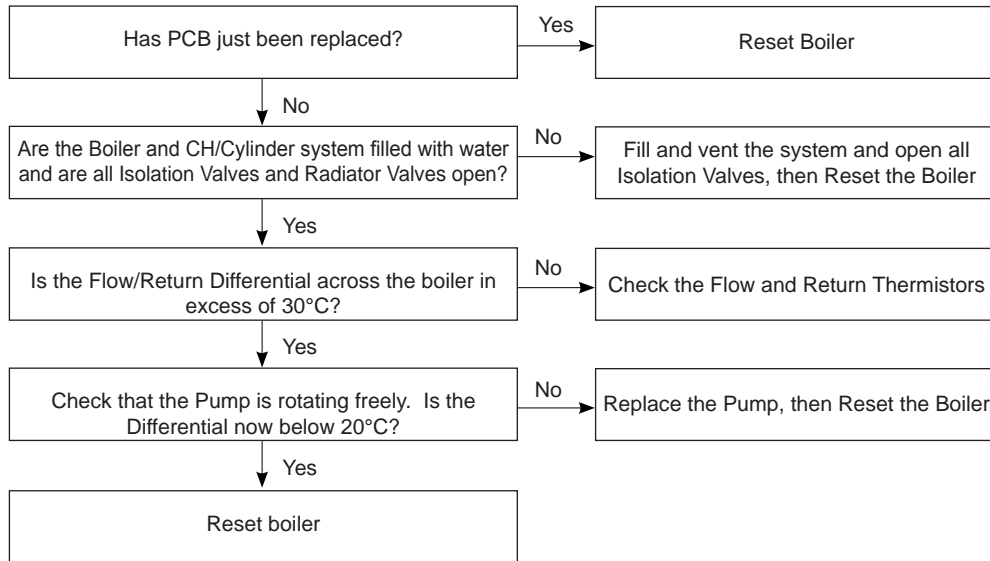 Has PCB just been replaced?
Yes
Reset Boiler
No
Are the Boiler and CH/Cylinder system filled with water
and are all Isolation Valves and Radiator Valves open?
No
Fill and vent the system and open all
Isolation Valves, then Reset the Boiler
Yes
Is the Flow/Return Differential across the boiler in
excess of 30°C?
No
Check the Flow and Return Thermistors
Yes
Check that the Pump is rotating freely.  Is the
Differential now below 20°C?
No
Replace the Pump, then Reset the Boiler
Yes
Reset boiler